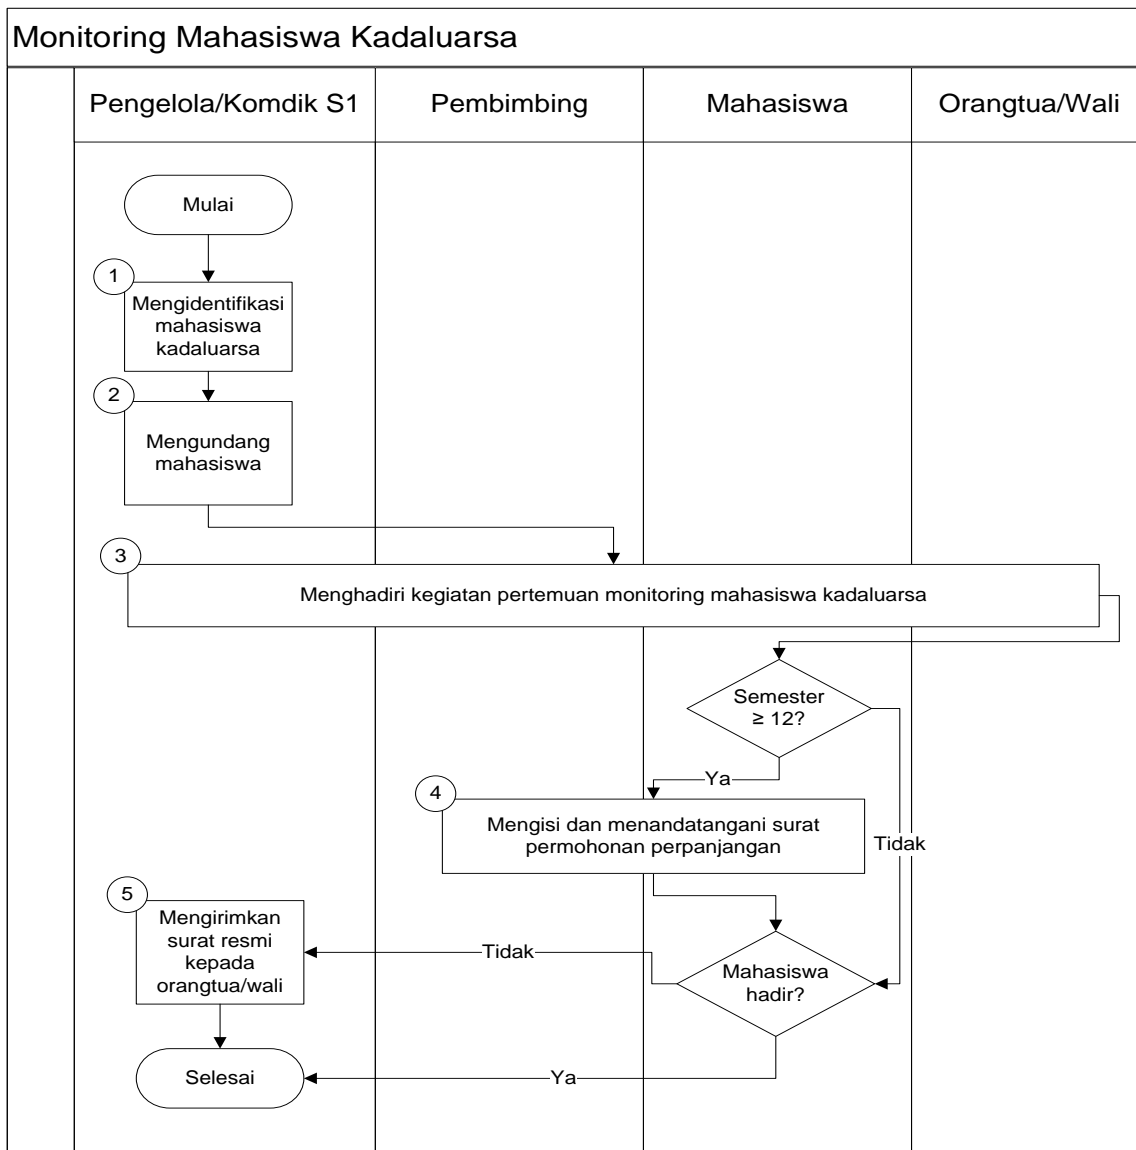 Monitoring Mahasiswa Kadaluarsa
Pengelola/Komdik S1
Pembimbing
Mahasiswa
Orangtua/Wali
Mulai
1
Mengidentifikasi
mahasiswa
kadaluarsa
2
Mengundang
mahasiswa
3
Menghadiri kegiatan pertemuan monitoring mahasiswa kadaluarsa
Semester
≥ 12?
Ya
4
Mengisi dan menandatangani surat
permohonan perpanjangan
Tidak
5
Mengirimkan
surat resmi
kepada
orangtua/wali
Tidak
Mahasiswa
hadir?
Selesai
Ya